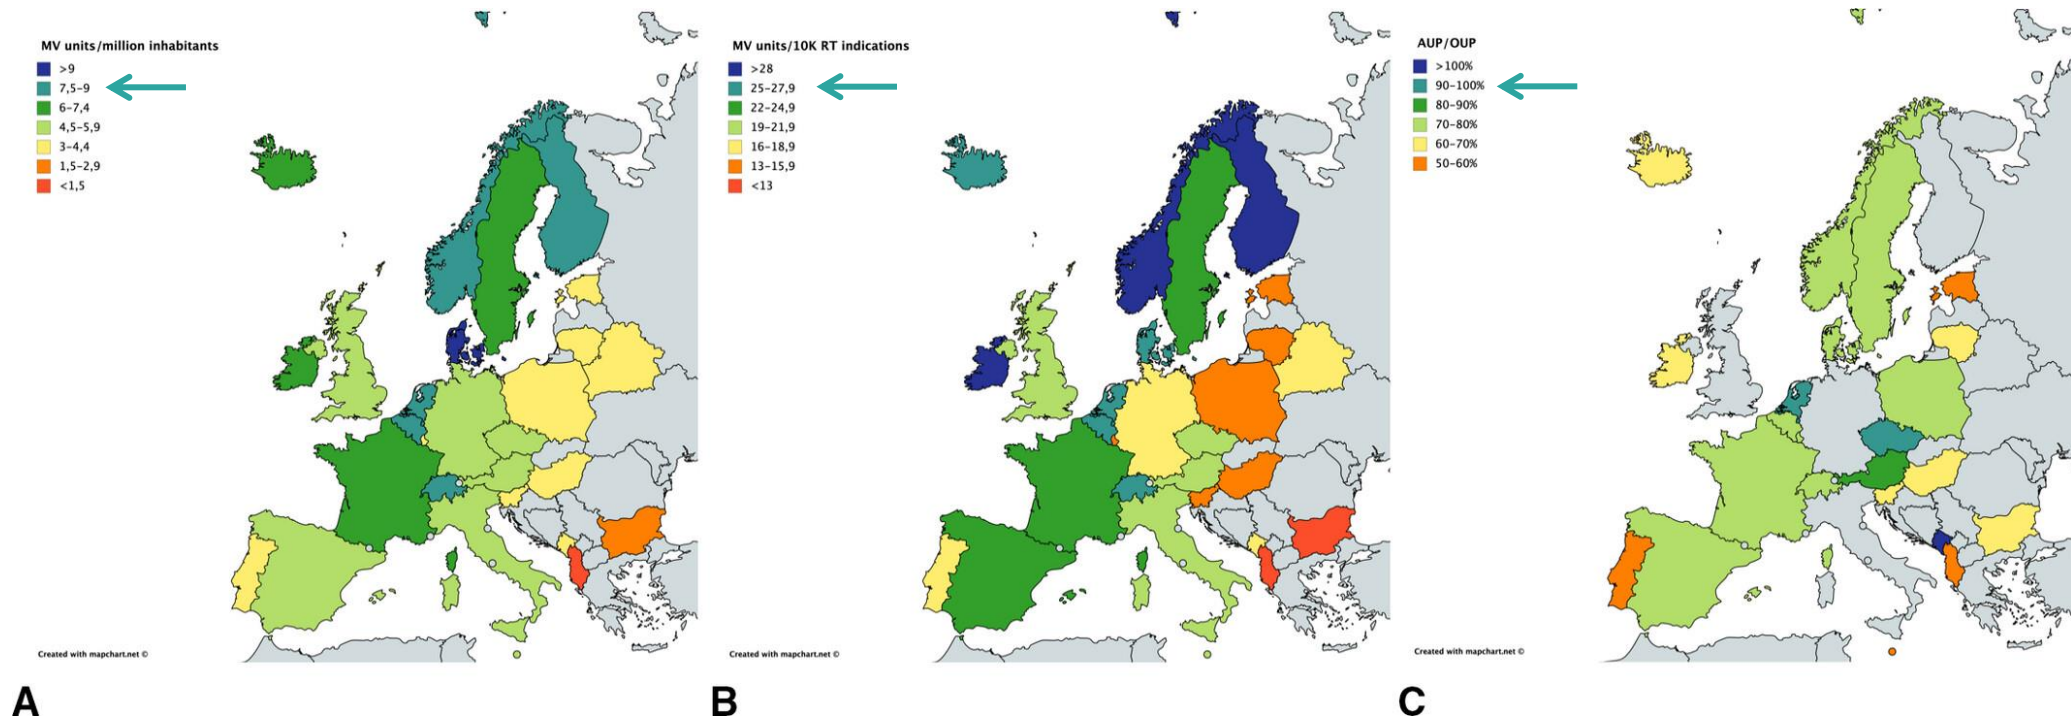 MV units/million inhabitants
>9
7,5-9
6-7,4
4,5-5,9
3-4,4
1,5-2,9
<1,5
Created with mapchart.net ©
A
MV units/10K RT indications
>28
25-27,9
22-24,9
19-21,9
16-18,9
13-15,9
<13
Created with mapchart.net ©
B
AUP/OUP
>100%
90-100%
80-90%
70-80%
60-70%
50-60%
Created with mapchart.net ©
C